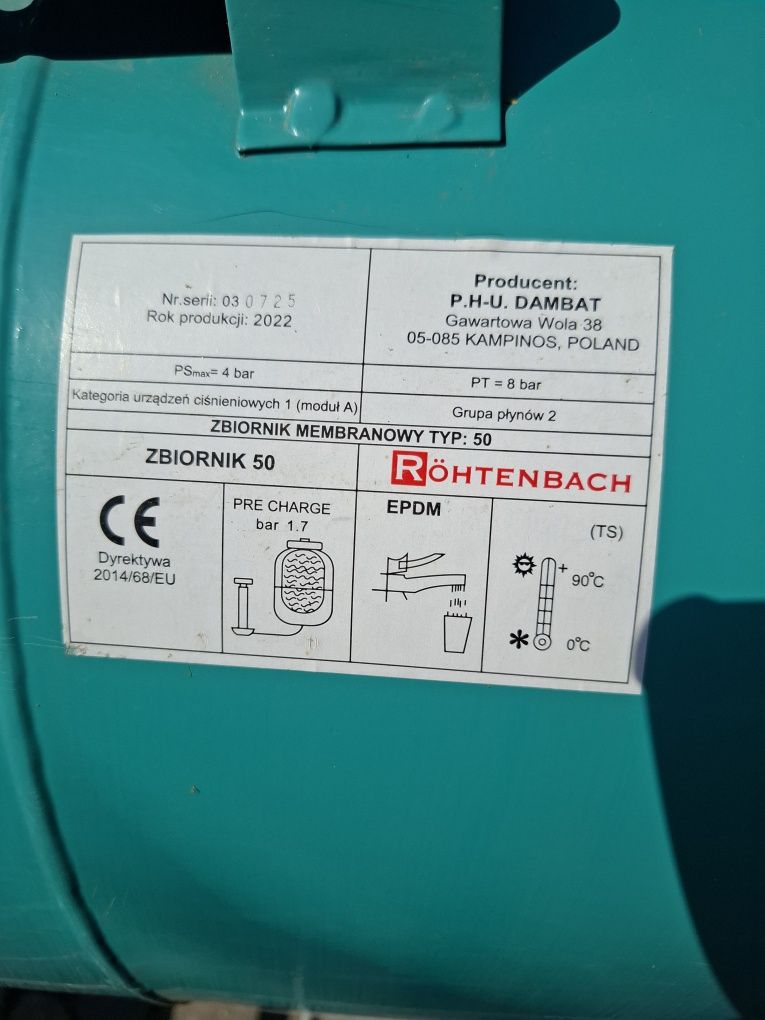 Nr.serii: 030725
Rok produkcji: 2022
Producent:
P.H-U. DAMBAT
Gawartowa Wola 38
05-085 KAMPINOS, POLAND
PSmax= 4 bar
PT = 8 bar
Kategoria urządzeń ciśnieniowych 1 (moduł A)
Grupa płynów 2
ZBIORNIK MEMBRANOWY TYP: 50
ZBIORNIK 50
RÖHTENBACH
CE
Dyrektywa
2014/68/EU
PRE CHARGE
bar 1.7
EPDM
(TS)
+ 90°C
0°C